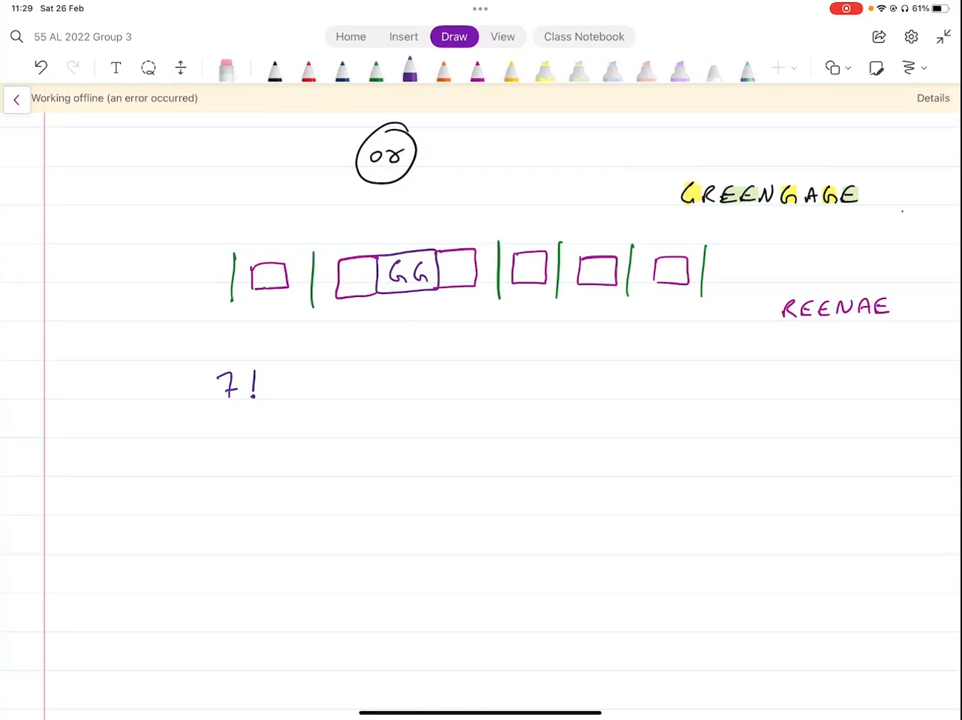 11:29 Sat 26 Feb
61%
55 AL 2022 Group 3
Home Insert Draw View Class Notebook
T
Working offline (an error occurred)
Details
or
GREENGAGE
GG
REENAE
7!